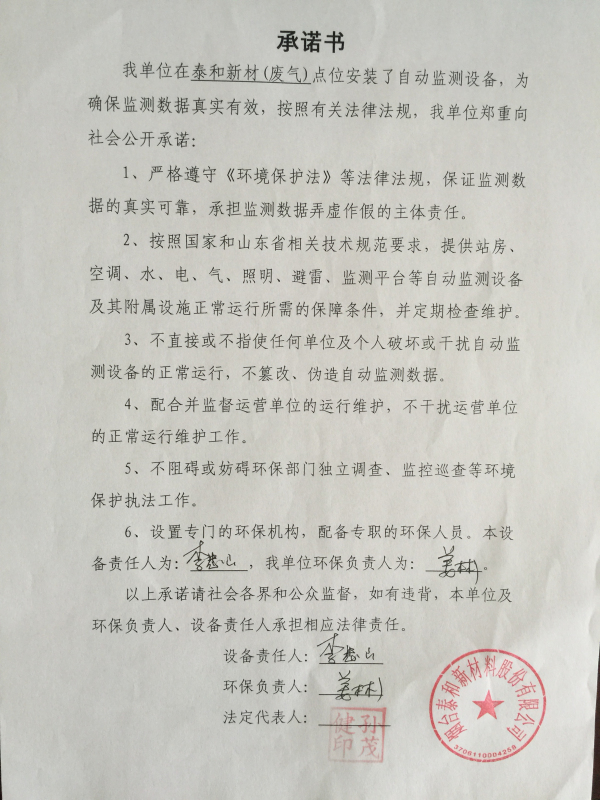 承诺书
我单位在泰和新材(废气)点位安装了自动监测设备，为
确保监测数据真实有效，按照有关法律法规，我单位郑重向
社会公开承诺：
1、严格遵守《环境保护法》等法律法规，保证监测数
据的真实可靠，承担监测数据弄虚作假的主体责任。
2、按照国家和山东省相关技术规范要求，提供站房、
空调、水、电、气、照明、避雷、监测平台等自动监测设备
及其附属设施正常运行所需的保障条件，并定期检查维护。
3、不直接或不指使任何单位及个人破坏或干扰自动监
测设备的正常运行，不篡改、伪造自动监测数据。
4、配合并监督运营单位的运行维护，不干扰运营单位
的正常运行维护工作。
5、不阻碍或妨碍环保部门独立调查、监控巡查等环境
保护执法工作。
6、设置专门的环保机构，配备专职的环保人员。本设
备责任人为：李 山，我单位环保负责人为：姜林。
以上承诺请社会各界和公众监督，如有违背，本单位及
环保负责人、设备责任人承担相应法律责任。
设备责任人：李 山
环保负责人：姜林
法定代表人：
孙茂
健印
烟台泰和新材料股份有限公司
3706110004258